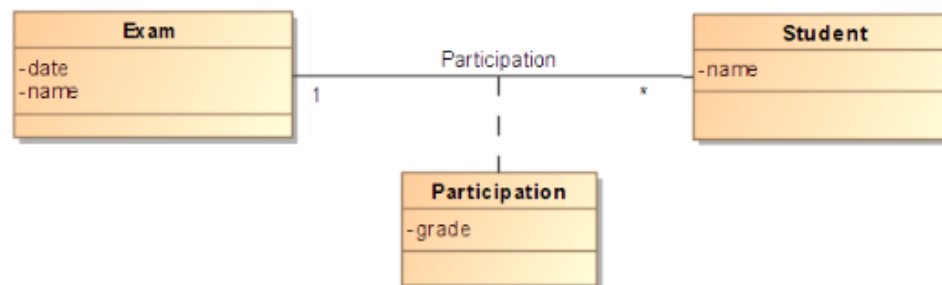 Exam
-date
-name
Participation
1
*
Student
-name
Participation
-grade